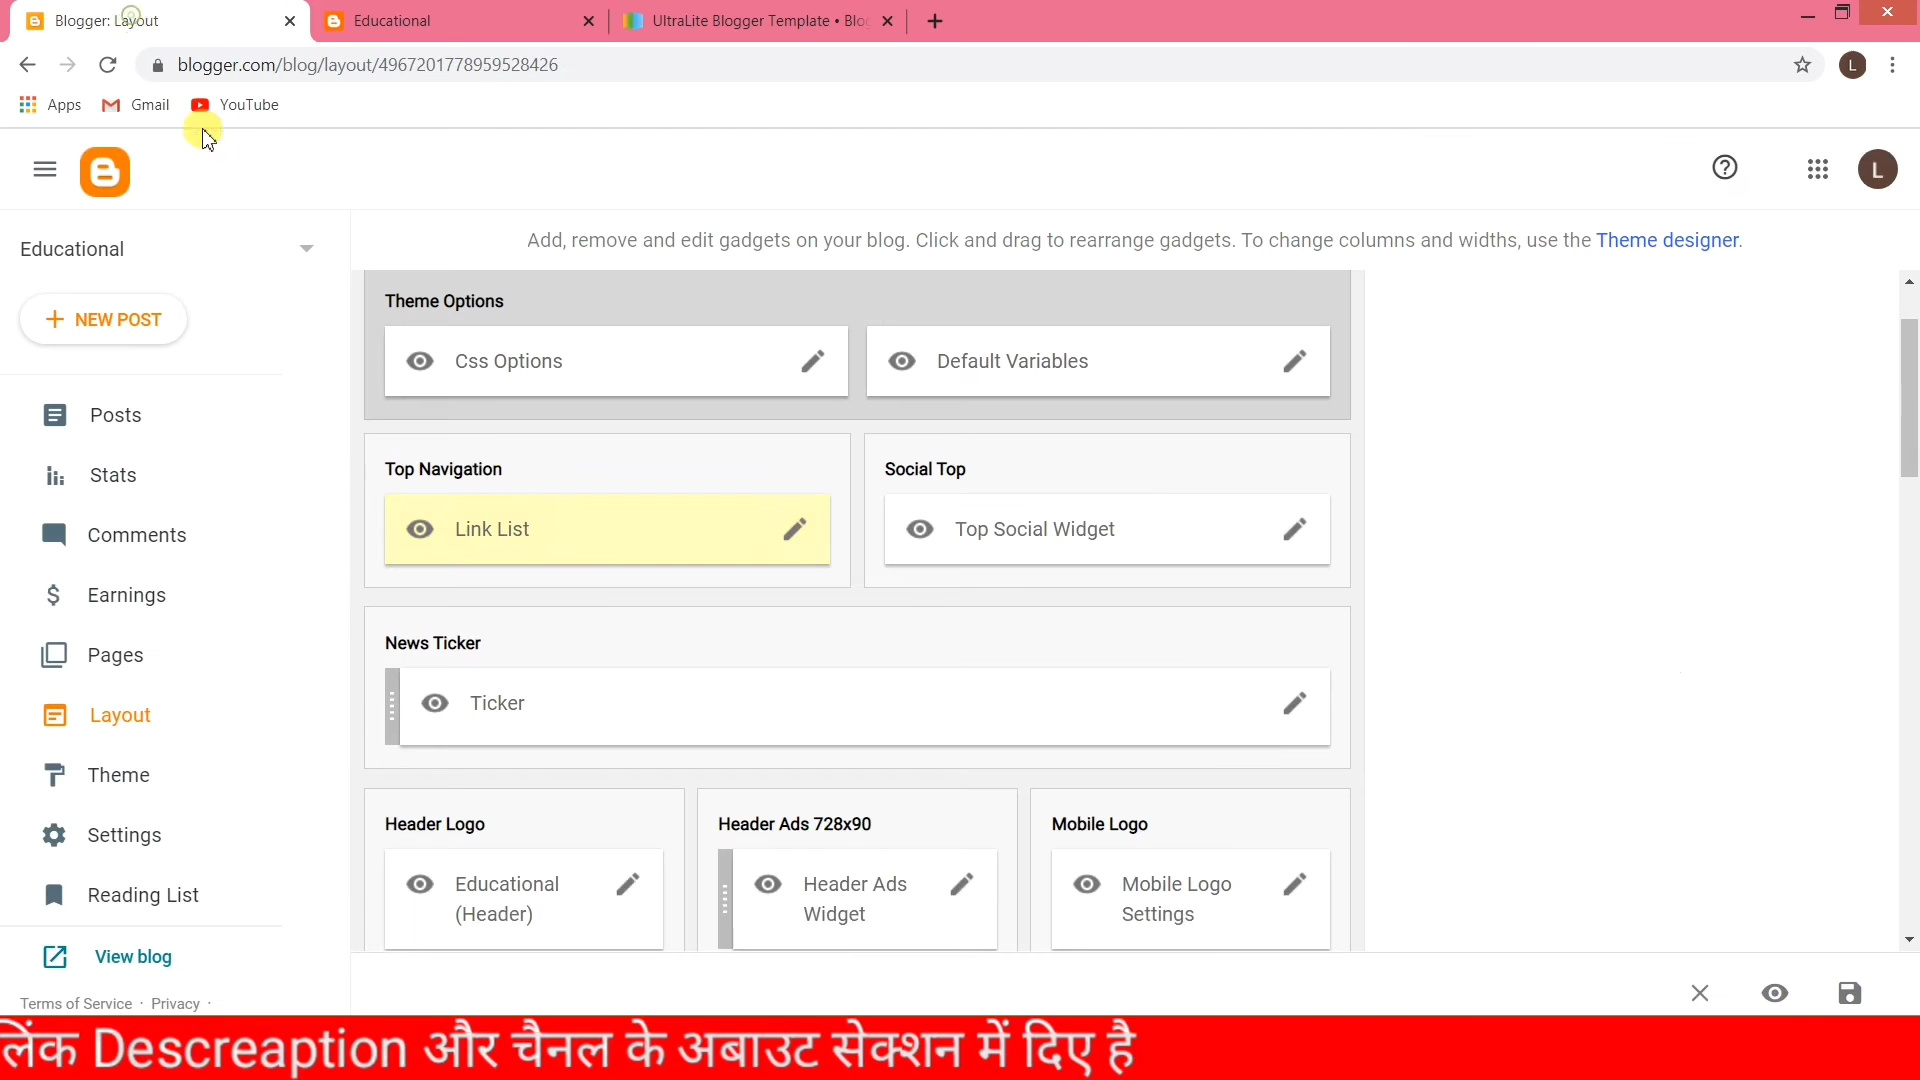 Blogger: Layout
Educational
UltraLite Blogger Template • Blo
blogger.com/blog/layout/4967201778959528426
L
Apps
Gmail
YouTube
L
Educational
Add, remove and edit gadgets on your blog. Click and drag to rearrange gadgets. To change columns and widths, use the Theme designer.
NEW POST
Posts
Stats
Comments
Earnings
Pages
Layout
Theme
Settings
Reading List
View blog
Terms of Service · Privacy ·
Theme Options
Css Options
Default Variables
Top Navigation
Link List
Social Top
Top Social Widget
News Ticker
Ticker
Header Logo
Educational
(Header)
Header Ads 728x90
Header Ads
Widget
Mobile Logo
Mobile Logo
Settings
लिंक Descreaption और चैनल के अबाउट सेक्शन में दिए है